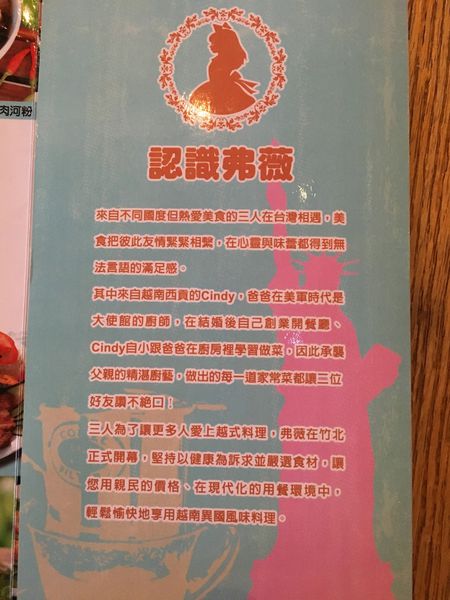 肉河粉
認識弗薇
來自不同國度但熱愛美食的三人在台灣相遇，美
食把彼此友情緊緊相繫，在心靈與味蕾都得到無
法言語的滿足感。
其中來自越南西貢的Cindy，爸爸在美軍時代是
大使館的廚師，在結婚後自己創業開餐廳、
Cindy自小跟爸爸在廚房裡學習做菜，因此承襲
父親的精湛廚藝，做出的每一道家常菜都讓三位
好友讚不絕口！
三人為了讓更多人愛上越式料理，弗薇在竹北
正式開幕，堅持以健康為訴求並嚴選食材，讓
您用親民的價格、在現代化的用餐環境中，
輕鬆愉快地享用越南異國風味料理。